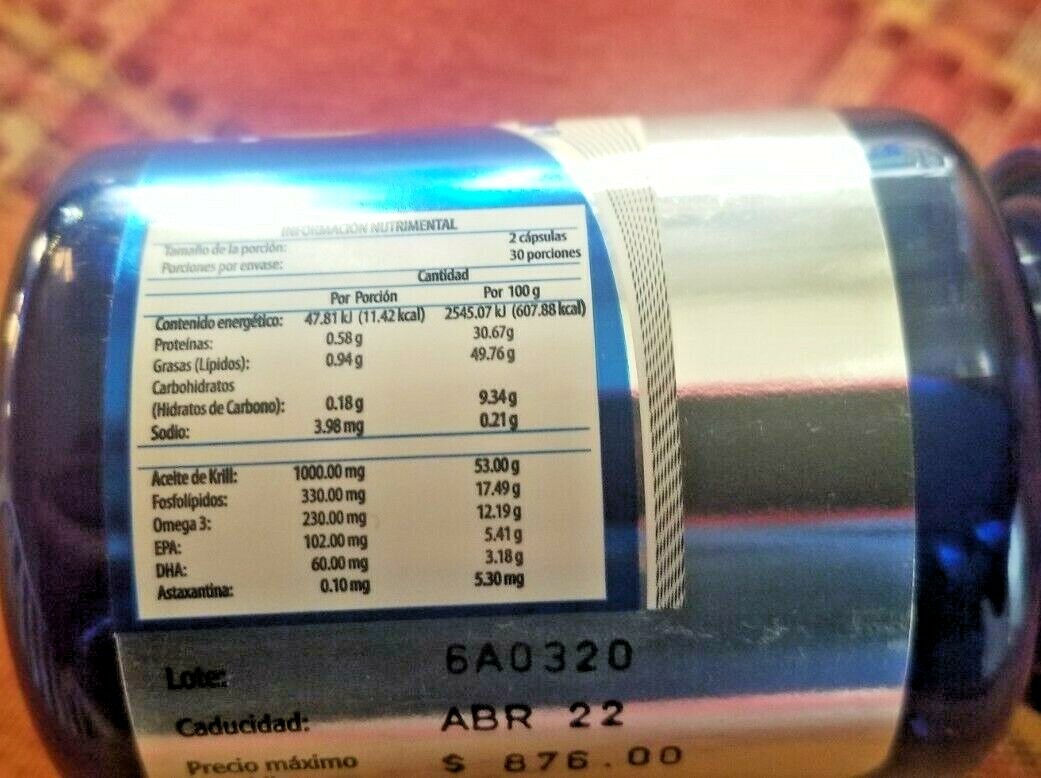 INFORMACIÓN NUTRIMENTAL
Tamaño de la porción: 2 cápsulas
Porciones por envase: 30 porciones
Cantidad
Por Porción Por 100 g
Contenido energético: 47.81 kJ (11.42 kcal) 2545.07 kJ (607.88 kcal)
Proteínas: 0.58 g 30.67g
Grasas (Lípidos): 0.94 g 49.76 g
Carbohidratos
(Hidratos de Carbono): 0.18 g 9.34 g
Sodio: 3.98 mg 0.21 g
Aceite de Krill: 1000.00 mg 53.00 g
Fosfolípidos: 330.00 mg 17.49 g
Omega 3: 230.00 mg 12.19 g
EPA: 102.00 mg 5.41 g
DHA: 60.00 mg 3.18 g
Astaxantina: 0.10 mg 5.30 mg
Lote: 6A0320
Caducidad: ABR 22
Precio máximo $ 876.00